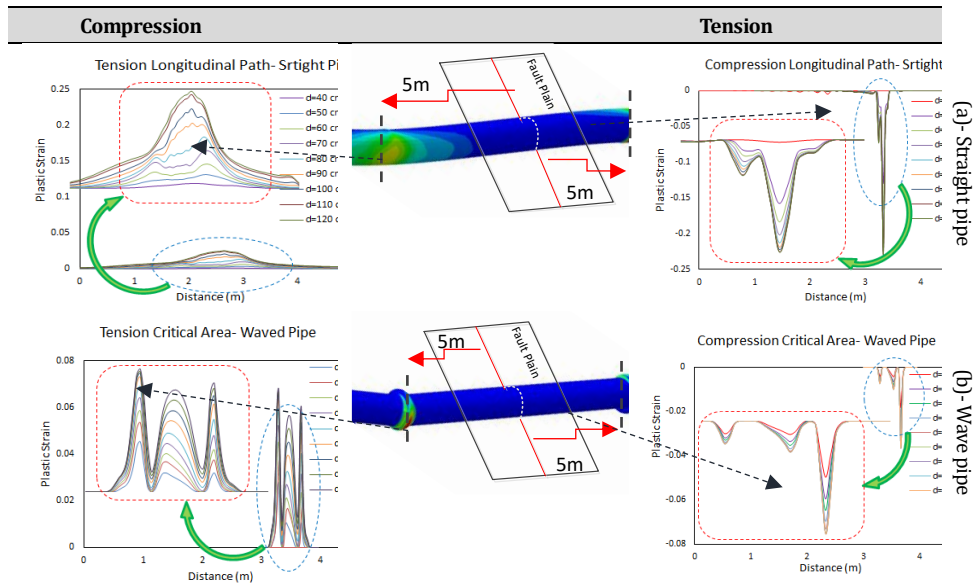 Compression Tension
Tension Longitudinal Path- Srtight Pi
0.25
0.2
0.15
0.1
0.05
0
Plastic Strain
0 1 2 3 4
Distance (m)
d=40 cr
d=50 cm
d=60 cm
d=70 cm
d=80 cm
d=90 cm
d=100 c
d=110 c
d=120 c
5m
Fault Plain
5m
Compression Longitudinal Path- Srtight
0
-0.05
-0.1
-0.15
-0.2
-0.25
Plastic Strain
0 1 2 3 4
Distance (m)
d=
d=
d=
d=
d=
d=
d=
d=
d=
(a)- Straight pipe
Tension Critical Area- Waved Pipe
0.08
0.06
0.04
0.02
0
Plastic Strain
0 1 2 3 4
Distance (m)
d
d
d
d
d
d
d
d
d
5m
Fault Plain
5m
Compression Critical Area- Waved Pipe
0
-0.02
-0.04
-0.06
-0.08
Plastic Strain
0 1 2 3 4
Distance (m)
d=
d=
d=
d=
d=
d=
d=
d=
(b)- Wave pipe